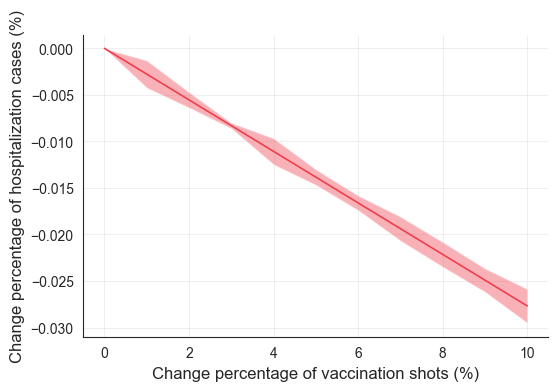 Change percentage of hospitalization cases (%)
0.000
−0.005
−0.010
−0.015
−0.020
−0.025
−0.030
0 2 4 6 8 10
Change percentage of vaccination shots (%)